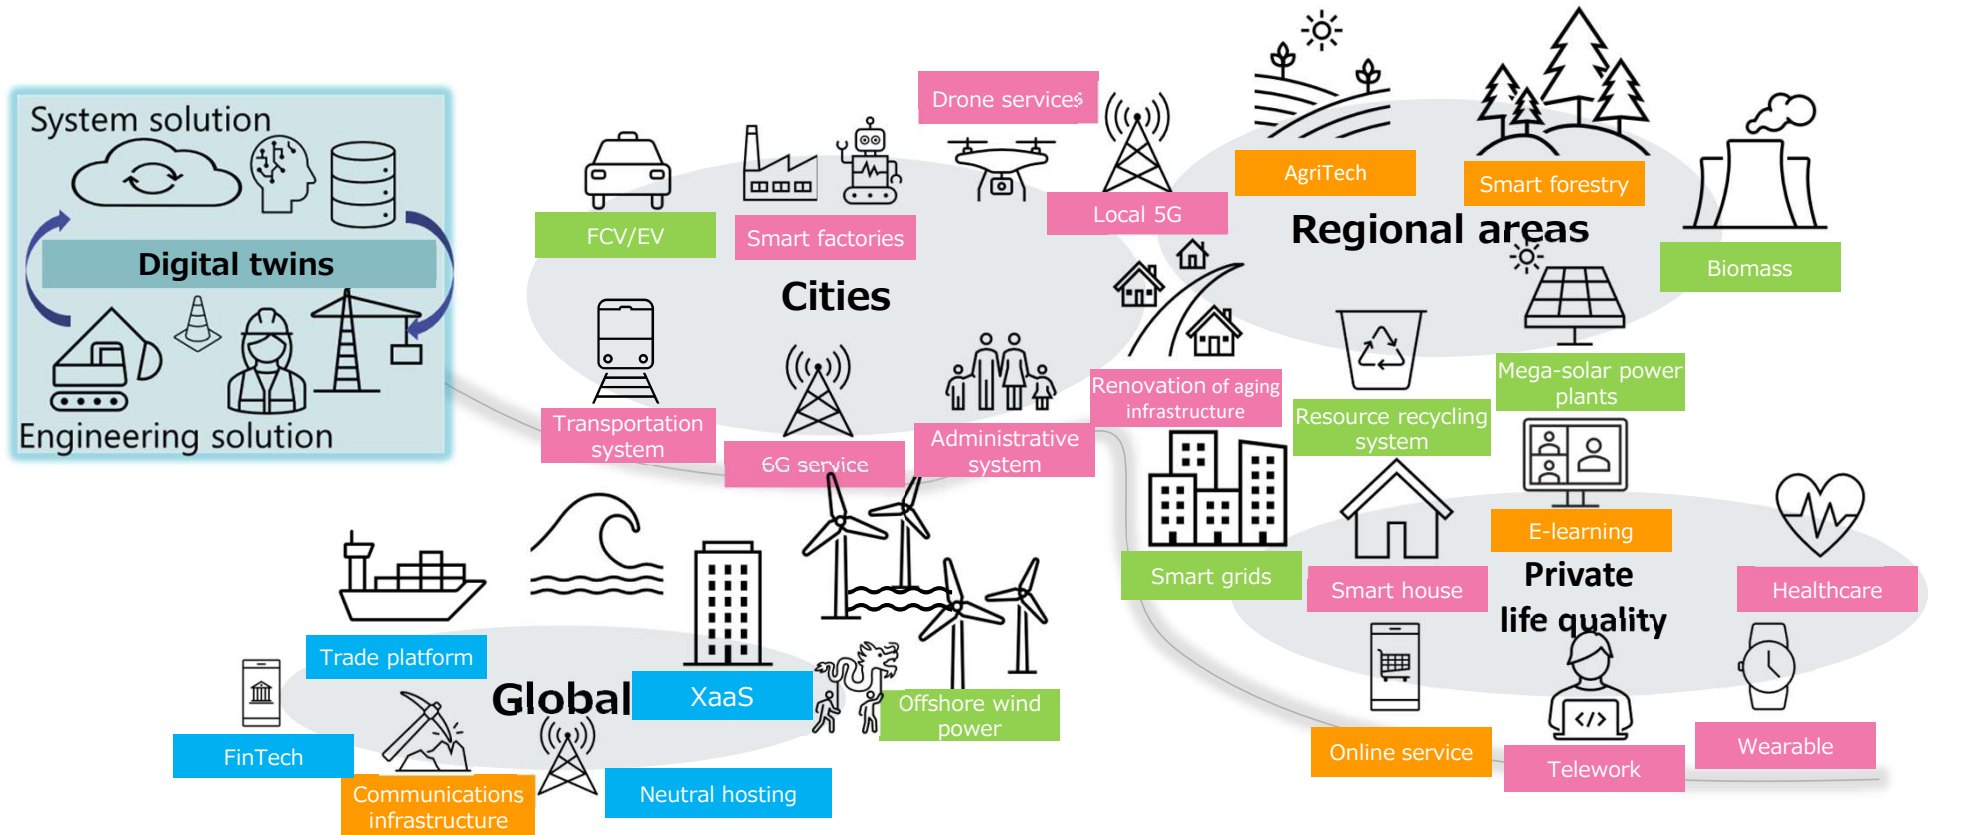 System solution
Digital twins
Engineering solution
Drone services
Local 5G
FCV/EV
Smart factories
Cities
Transportation
system
6G service
Administrative
system
Renovation of aging
infrastructure
AgriTech
Smart forestry
Regional areas
Biomass
Mega-solar power
plants
Resource recycling
system
Smart grids
Smart house
E-learning
Private
life quality
Healthcare
Online service
</>
Telework
Wearable
Trade platform
Global
XaaS
Offshore wind
power
FinTech
Communications
infrastructure
Neutral hosting